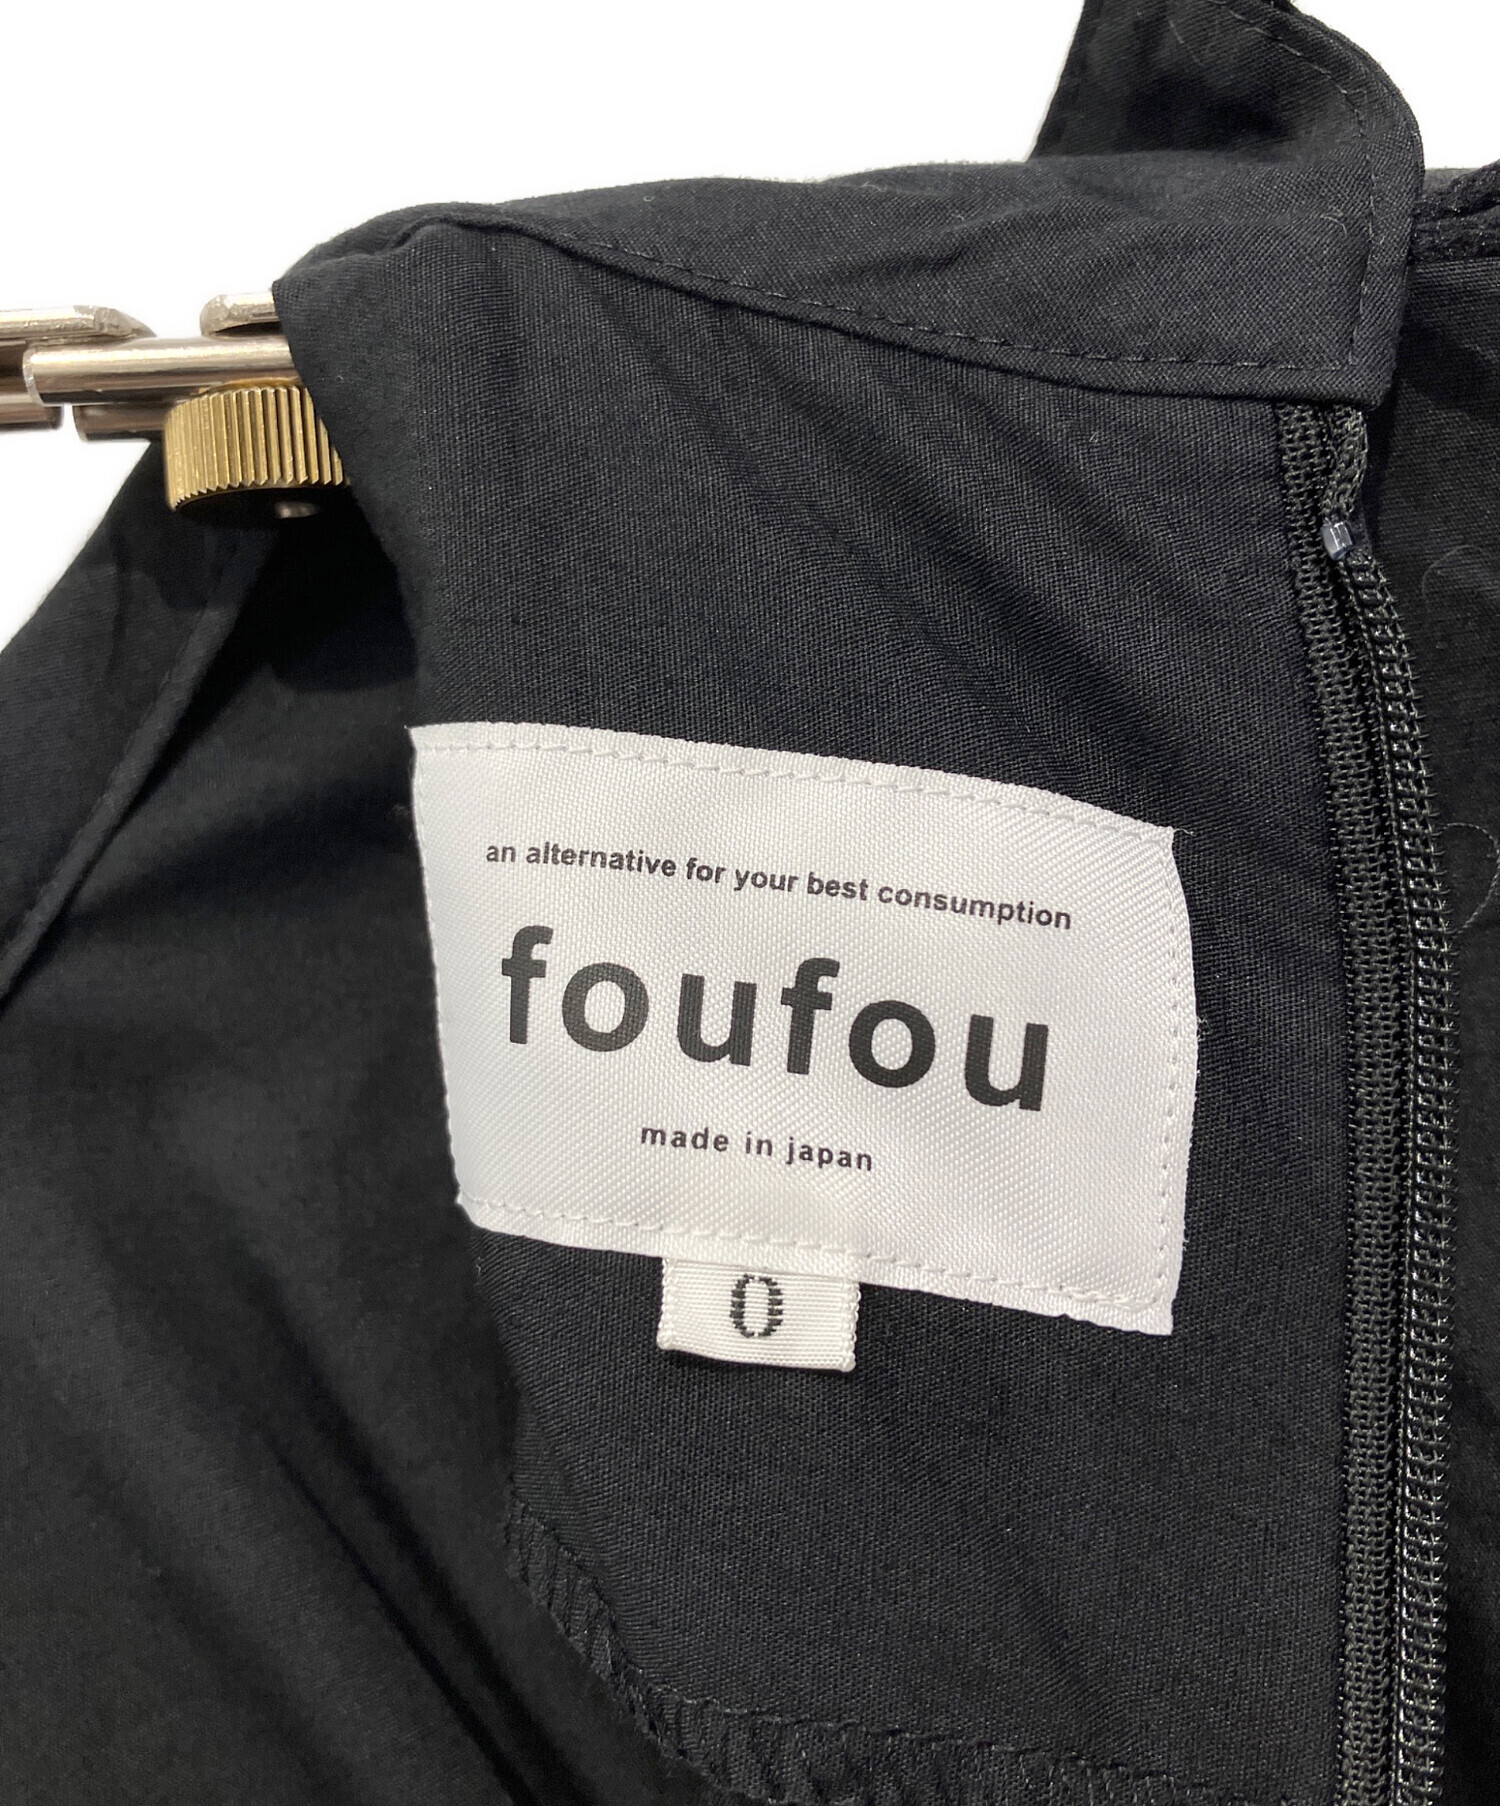 an alternative for your best consumption
foufou
made in japan
0